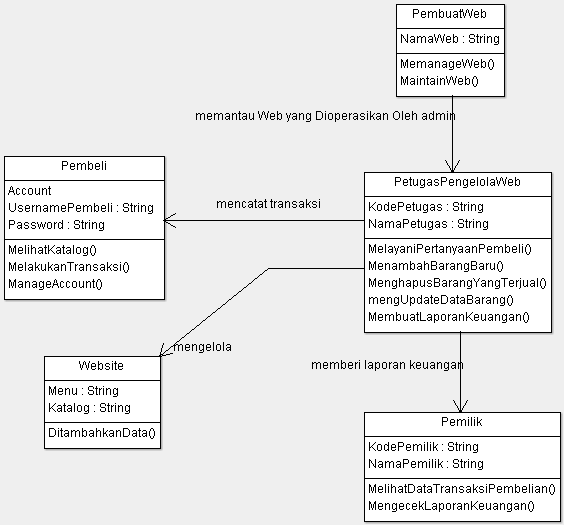 PembuatWeb
NamaWeb : String
MemanageWeb()
MaintainWeb()
memantau Web yang Dioperasikan Oleh admin
Pembeli
Account
UsernamePembeli : String
Password : String
MelihatKatalog()
MelakukanTransaksi()
ManageAccount()
mencatat transaksi
PetugasPengelolaWeb
KodePetugas : String
NamaPetugas : String
MelayaniPertanyaanPembeli()
MenambahBarangBaru()
MenghapusBarangYangTerjual()
mengUpdateDataBarang()
MembuatLaporanKeuangan()
mengelola
Website
Menu : String
Katalog : String
DitambahkanData()
memberi laporan keuangan
Pemilik
KodePemilik : String
NamaPemilik : String
MelihatDataTransaksiPembelian()
MengecekLaporanKeuangan()